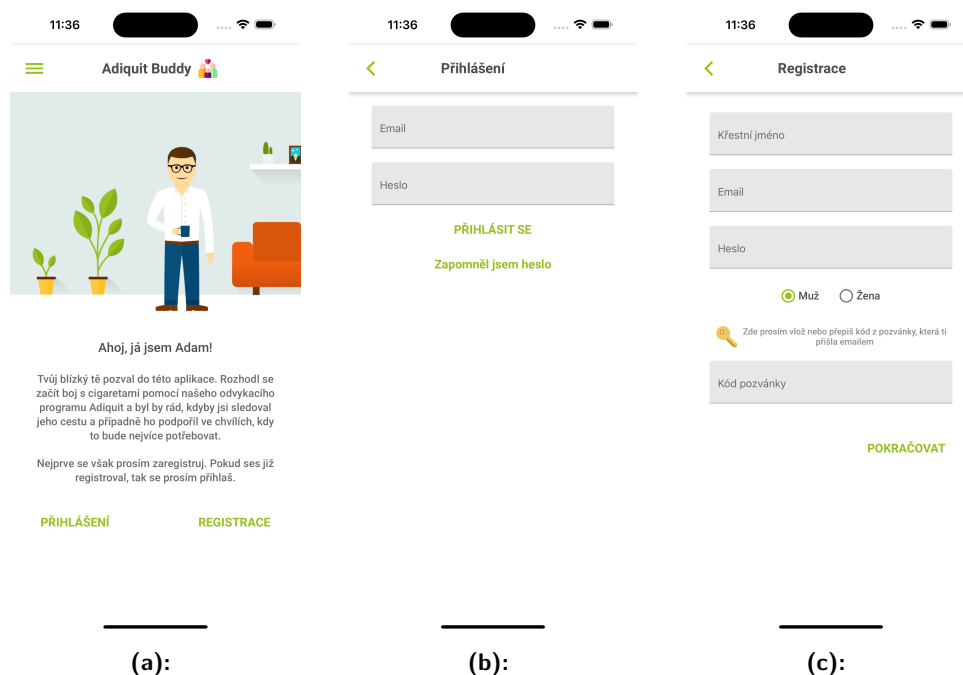 11:36
Adiquit Buddy
Ahoj, já jsem Adam!
Tvůj blízký tě pozval do této aplikace. Rozhodl se
začít boj s cigaretami pomocí našeho odvykacího
programu Adiquit a byl by rád, kdyby jsi sledoval
jeho cestu a případně ho podpořil ve chvílích, kdy
to bude nejvíce potřebovat.
Nejprve se však prosím zaregistruj. Pokud ses již
registroval, tak se prosím přihlaš.
PŘIHLÁŠENÍ
REGISTRACE
(a):
11:36
Přihlášení
Email
Heslo
PŘIHLÁSIT SE
Zapomněl jsem heslo
(b):
11:36
Registrace
Křestní jméno
Email
Heslo
Muž
Žena
Zde prosím vlož nebo přepiš kód z pozvánky, která ti
přišla emailem
Kód pozvánky
POKRAČOVAT
(c):